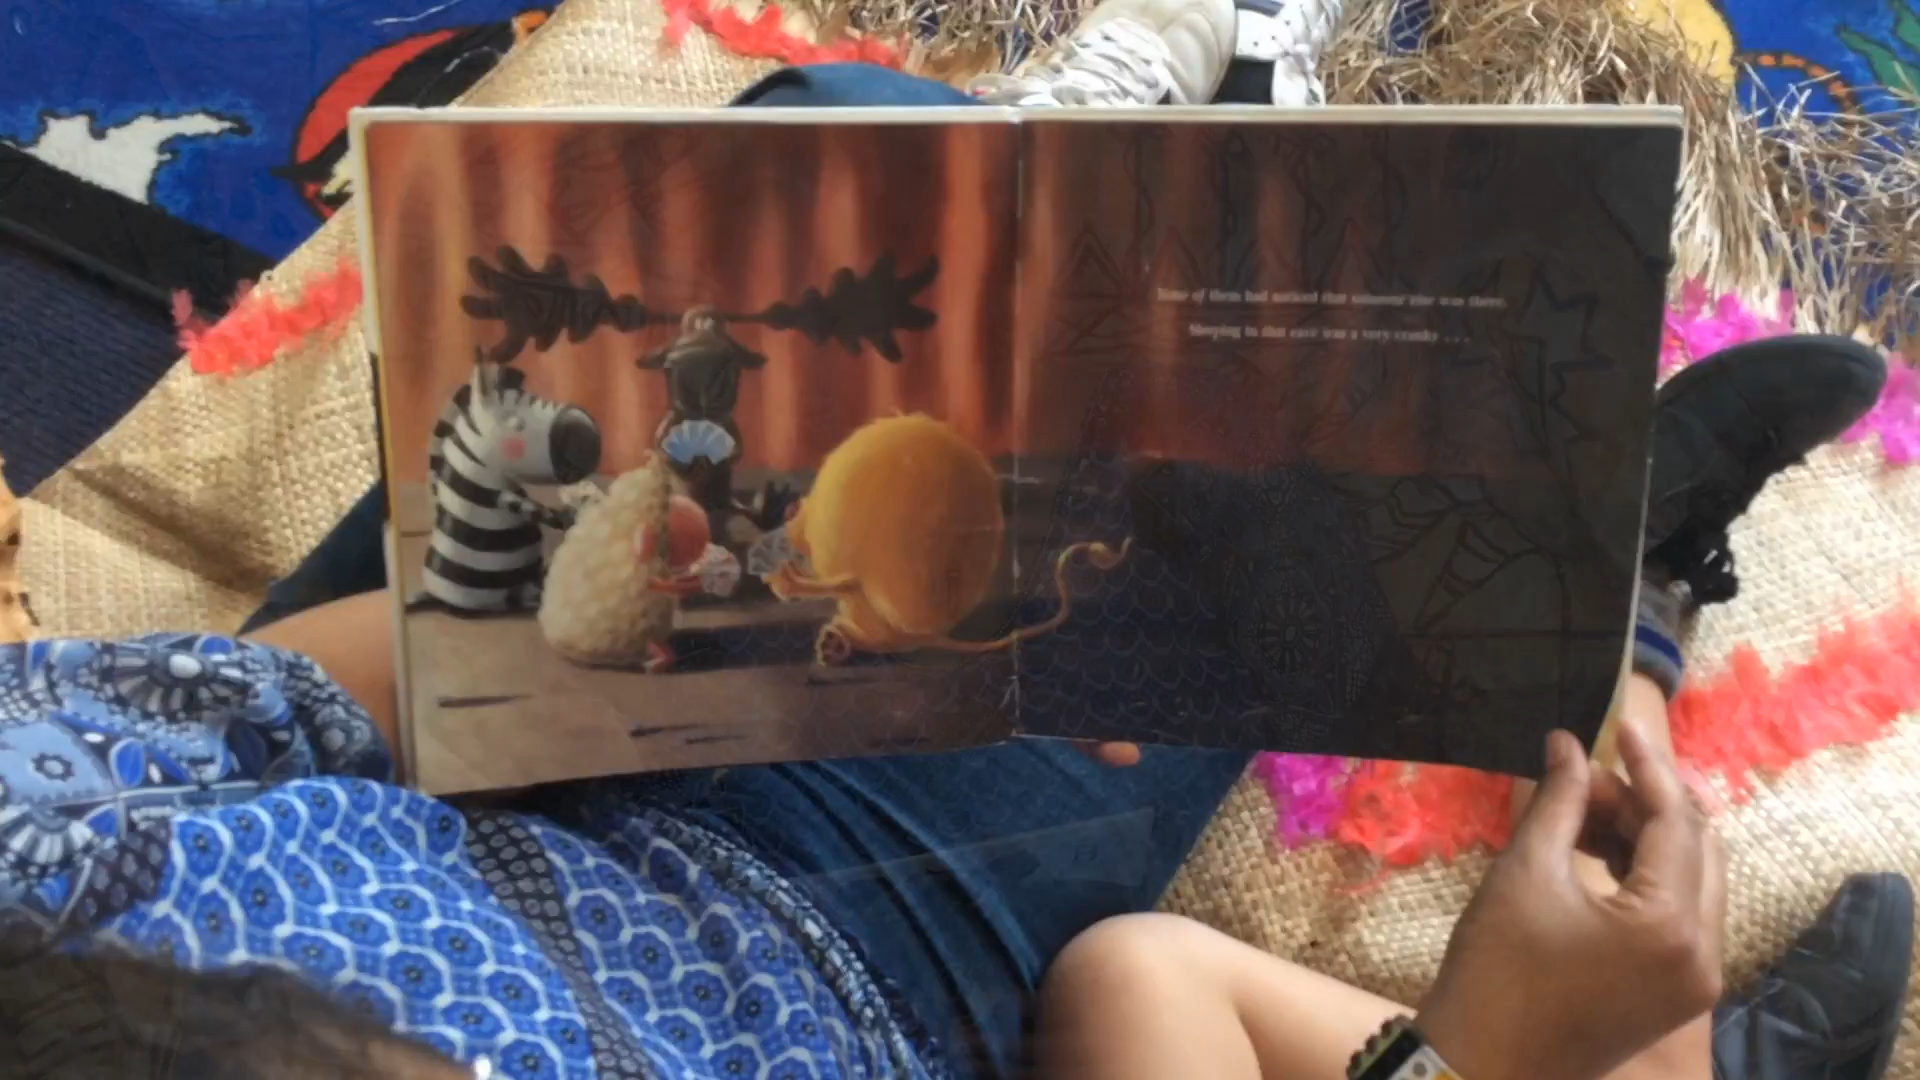 None of them had noticed that someone else was there.
Sleeping in that cave was a very cranky . . .